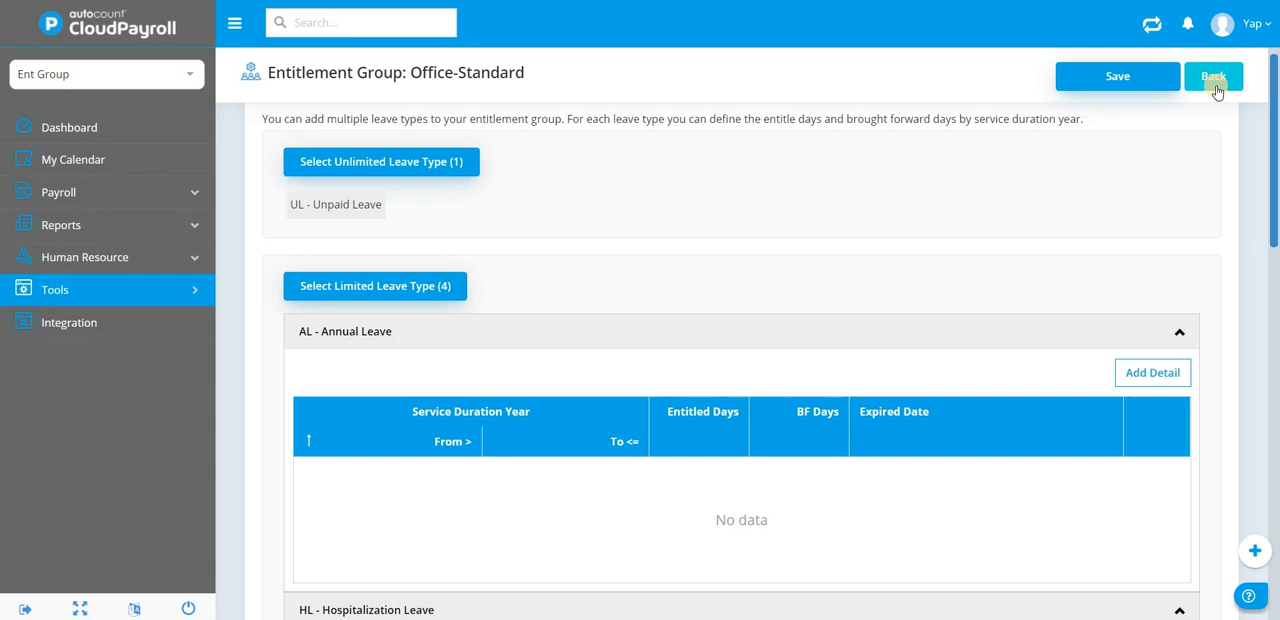 autocount
CloudPayroll
Search...
Yap
Ent Group
Entitlement Group: Office-Standard
Save
Back
Dashboard
My Calendar
Payroll
Reports
Human Resource
Tools
Integration
You can add multiple leave types to your entitlement group. For each leave type you can define the entitle days and brought forward days by service duration year.
Select Unlimited Leave Type (1)
UL - Unpaid Leave
Select Limited Leave Type (4)
AL - Annual Leave
Add Detail
Service Duration Year
Entitled Days
BF Days
Expired Date
From >
To <=
No data
HL - Hospitalization Leave